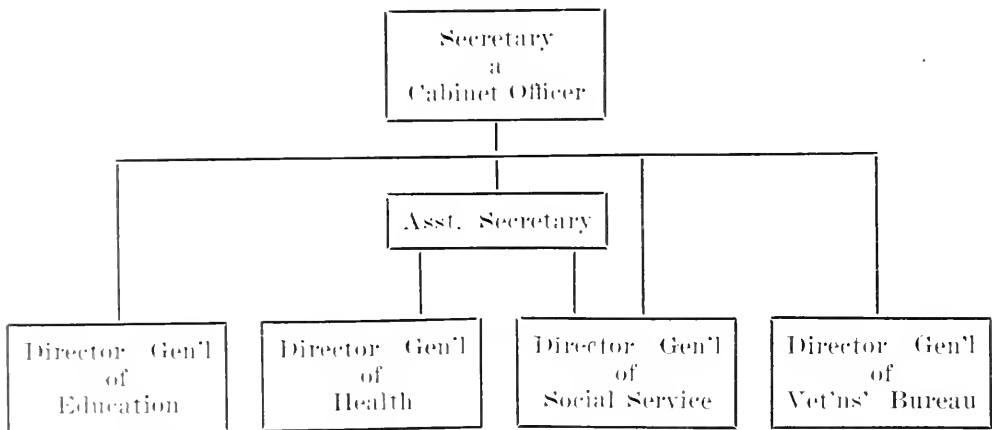 Secretary
a
Cabinet Officer
Asst. Secretary
Director Gen'l
of
Education
Director Gen'l
of
Health
Director Gen'l
of
Social Service
Director Gen'l
of
Vet'ns' Bureau